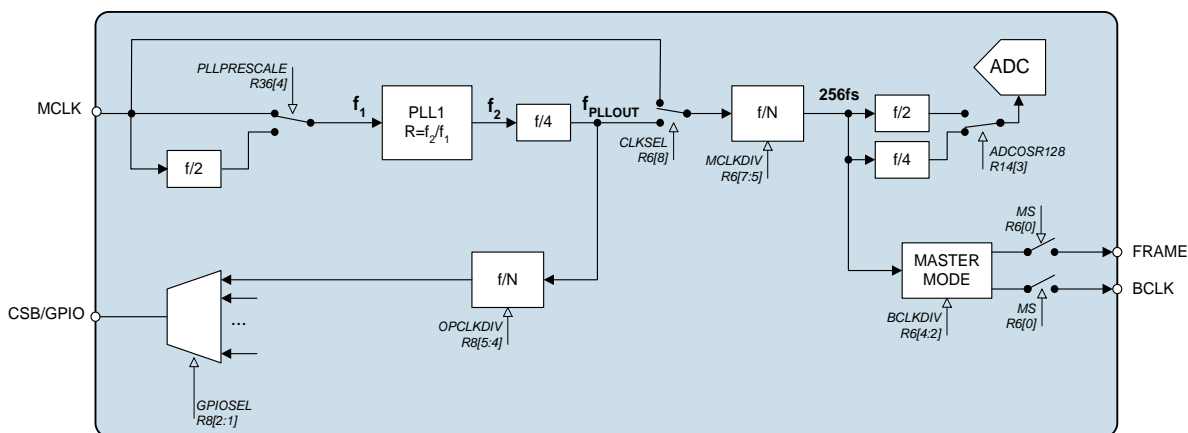 ADC
PLLPRESCALE
R36[4]
MCLK
f1
PLL1
R=f2/f1
f2
f/4
fPLLOUT
CLKSEL
R6[8]
f/N
MCLKDIV
R6[7:5]
256fs
f/2
f/4
ADCOSR128
R14[3]
f/2
MS
R6[0]
FRAME
MASTER
MODE
BCLK
BCLKDIV
R6[4:2]
MS
R6[0]
f/N
OPCLKDIV
R8[5:4]
CSB/GPIO
...
GPIOSEL
R8[2:1]